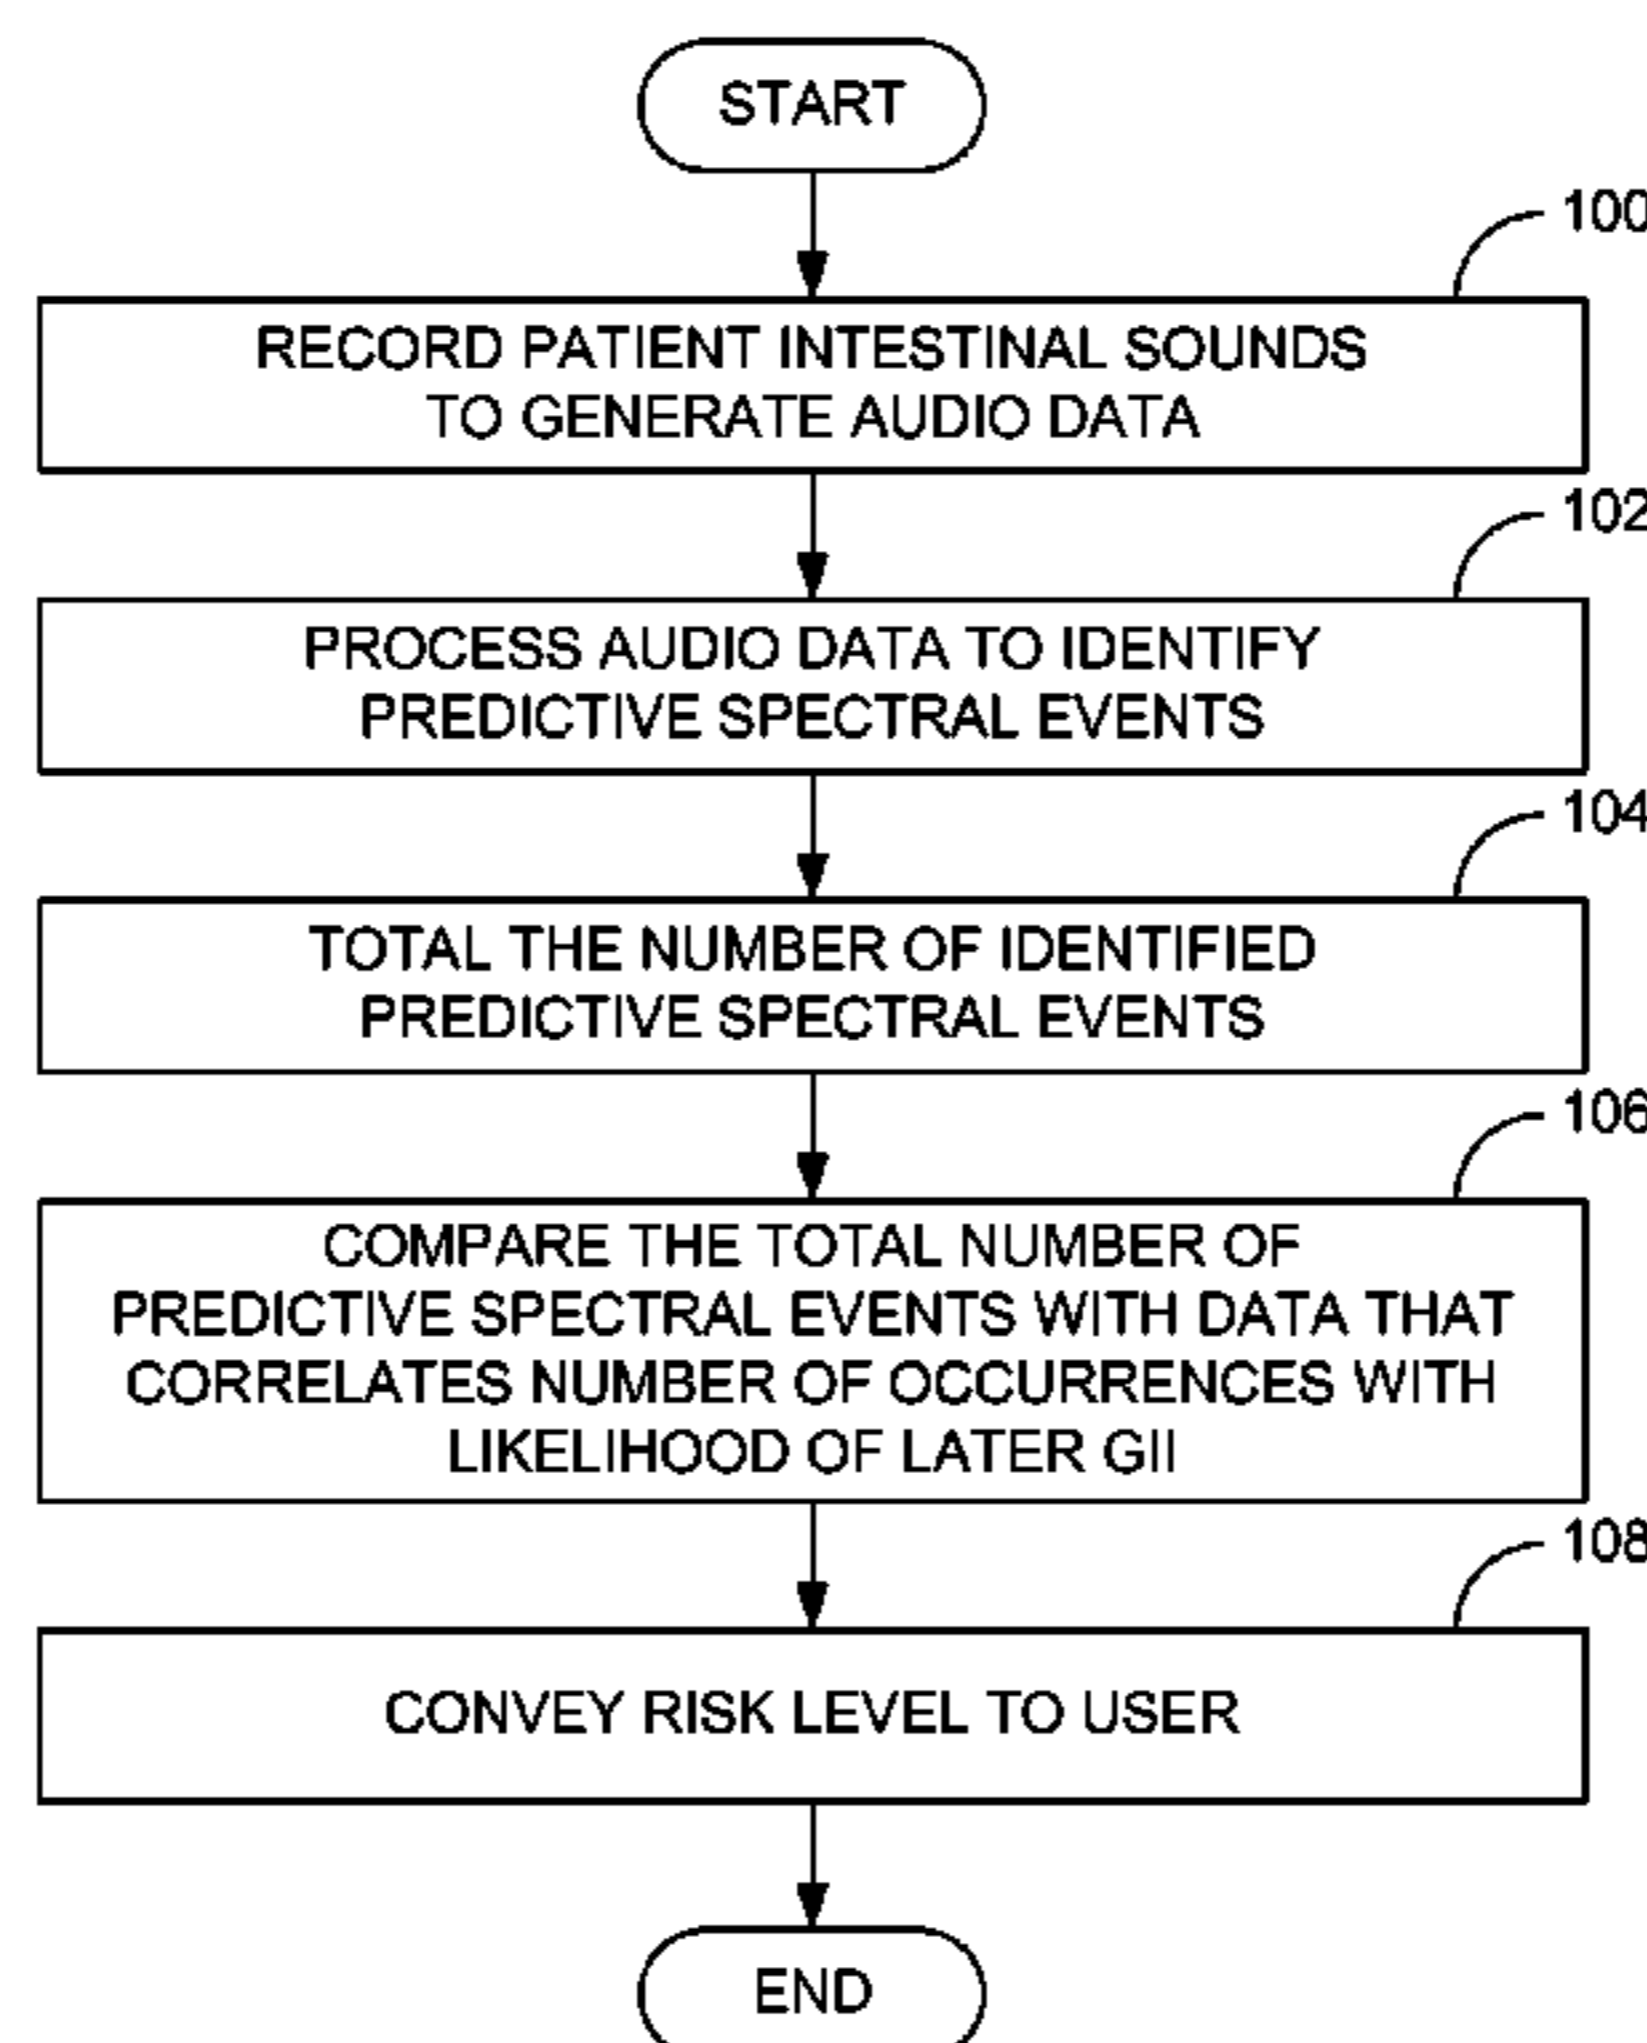 START
100
RECORD PATIENT INTESTINAL SOUNDS
TO GENERATE AUDIO DATA
102
PROCESS AUDIO DATA TO IDENTIFY
PREDICTIVE SPECTRAL EVENTS
104
TOTAL THE NUMBER OF IDENTIFIED
PREDICTIVE SPECTRAL EVENTS
106
COMPARE THE TOTAL NUMBER OF
PREDICTIVE SPECTRAL EVENTS WITH DATA THAT
CORRELATES NUMBER OF OCCURRENCES WITH
LIKELIHOOD OF LATER GII
108
CONVEY RISK LEVEL TO USER
END